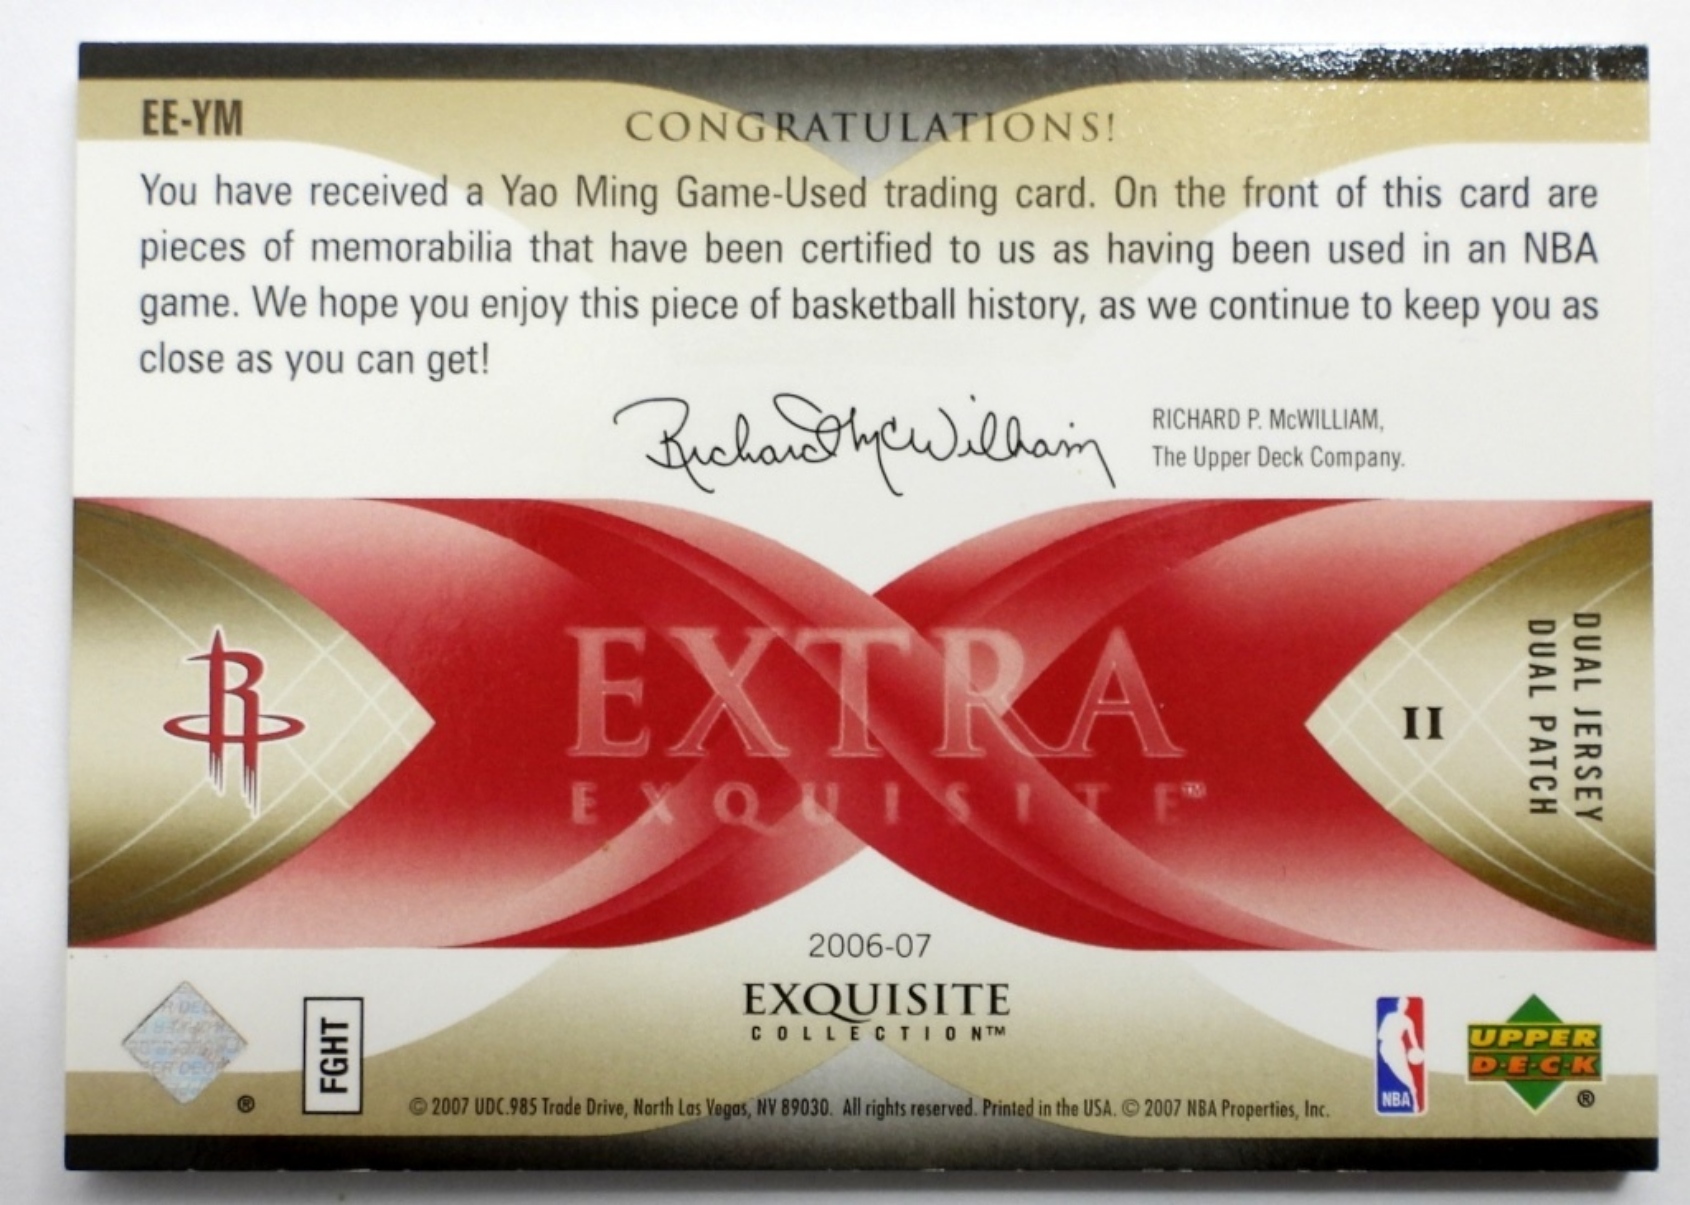 EE-YM
CONGRATULATIONS!
You have received a Yao Ming Game-Used trading card. On the front of this card are
pieces of memorabilia that have been certified to us as having been used in an NBA
game. We hope you enjoy this piece of basketball history, as we continue to keep you as
close as you can get!
Richard McWilliam
RICHARD P. McWILLIAM,
The Upper Deck Company.
R
EXTRA
EXQUISITE™
II
DUAL JERSEY
DUAL PATCH
2006-07
EXQUISITE
COLLECTION™
®
FGHT
© 2007 UDC. 985 Trade Drive, North Las Vegas, NV 89030. All rights reserved. Printed in the USA. © 2007 NBA Properties, Inc.
NBA
UPPER
D·E·C·K
®